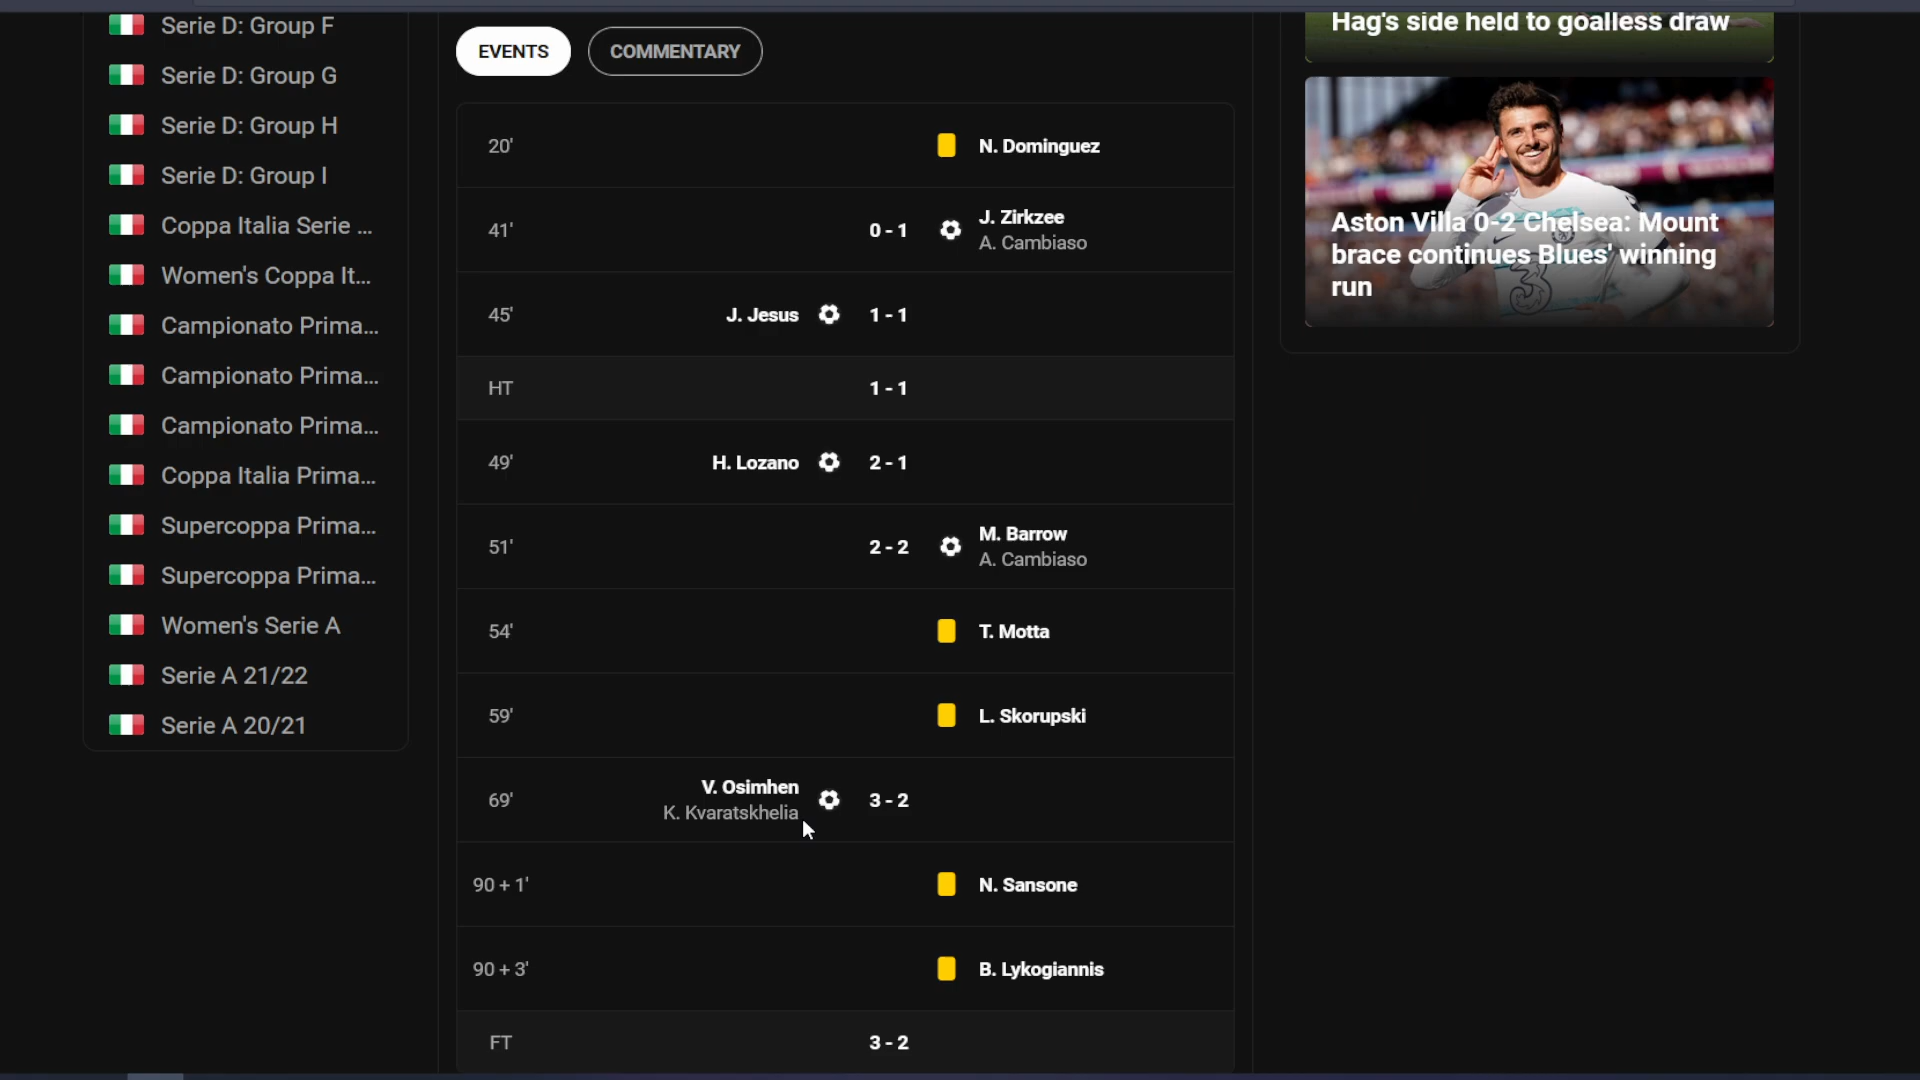 Serie D: Group F
Serie D: Group G
Serie D: Group H
Serie D: Group I
Coppa Italia Serie ...
Women's Coppa It...
Campionato Prima...
Campionato Prima...
Campionato Prima...
Coppa Italia Prima...
Supercoppa Prima...
Supercoppa Prima...
Women's Serie A
Serie A 21/22
Serie A 20/21
EVENTS
COMMENTARY
20'
N. Dominguez
41'
0 - 1
J. Zirkzee
A. Cambiaso
45'
J. Jesus
1 - 1
HT
1 - 1
49'
H. Lozano
2 - 1
51'
2 - 2
M. Barrow
A. Cambiaso
54'
T. Motta
59'
L. Skorupski
69'
V. Osimhen
K. Kvaratskhelia
3 - 2
90 + 1'
N. Sansone
90 + 3'
B. Lykogiannis
FT
3 - 2
Hag's side held to goalless draw
Aston Villa 0-2 Chelsea: Mount
brace continues Blues' winning
run